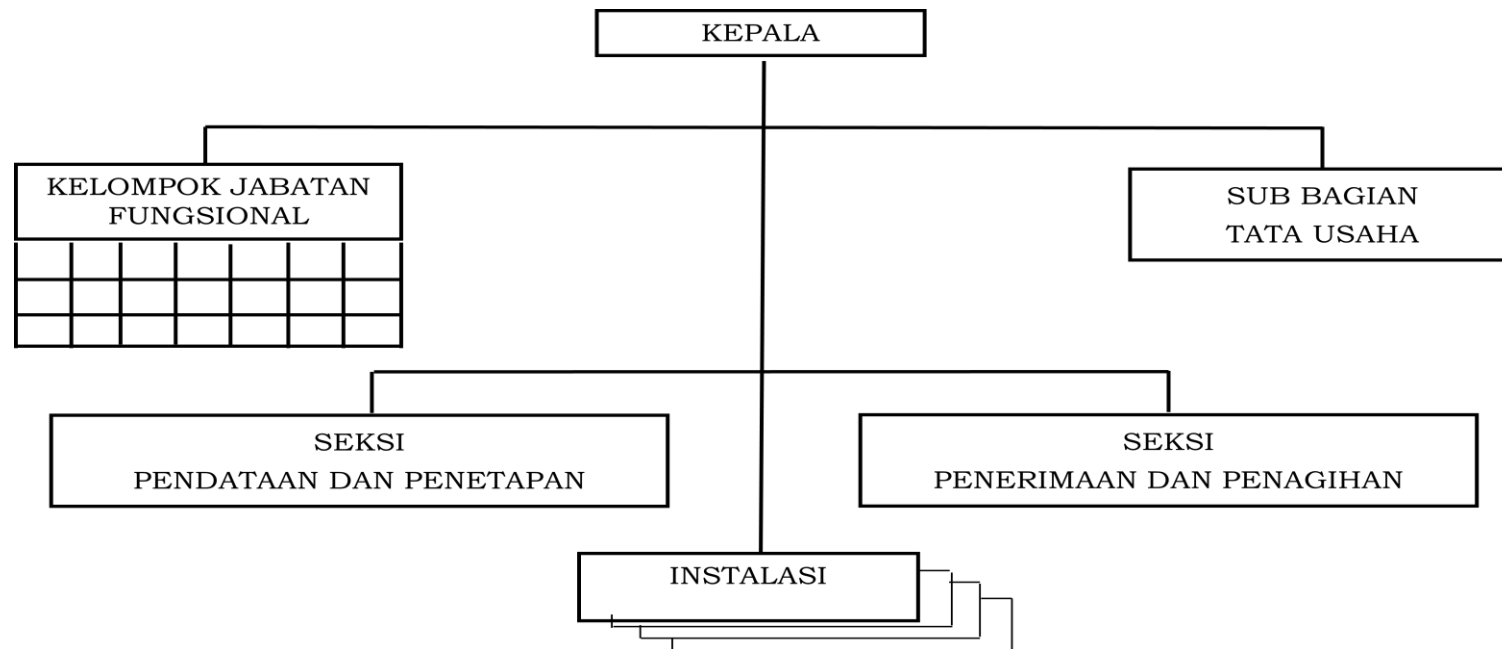 KEPALA
KELOMPOK JABATAN
FUNGSIONAL
SUB BAGIAN
TATA USAHA
SEKSI
PENDATAAN DAN PENETAPAN
SEKSI
PENERIMAAN DAN PENAGIHAN
INSTALASI